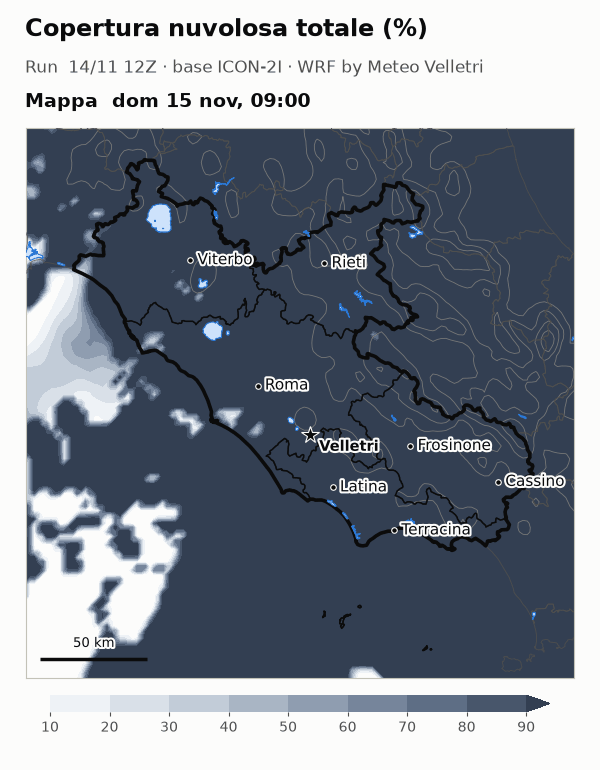 Copertura nuvolosa totale (%)
Run  14/11 12Z · base ICON-2I · WRF by Meteo Velletri
Mappa  dom 15 nov, 09:00
Viterbo
Rieti
Roma
Velletri
Frosinone
Latina
Cassino
Terracina
50 km
10 20 30 40 50 60 70 80 90